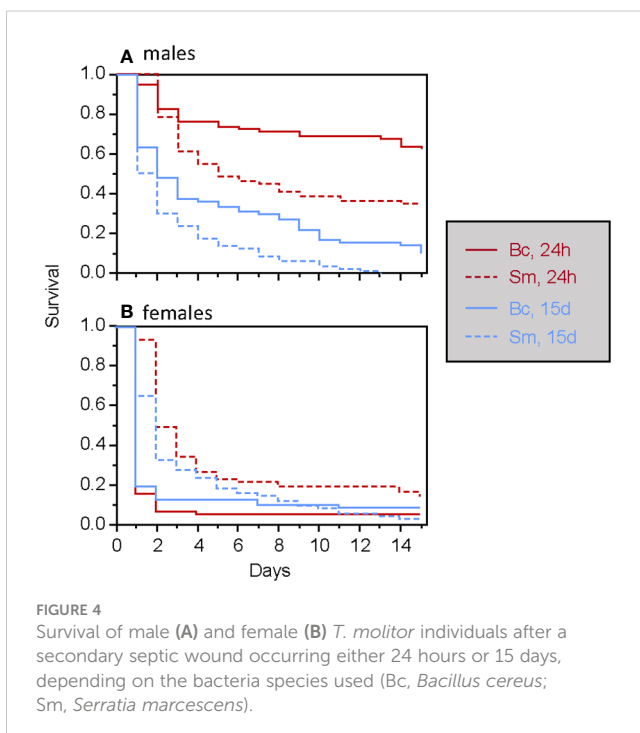 A males
1.0
0.8
0.6
0.4
0.2
0.0
Survival
B females
1.0
0.8
0.6
0.4
0.2
0.0
0 2 4 6 8 10 12 14
Days
Bc, 24h
Sm, 24h
Bc, 15d
Sm, 15d
FIGURE 4
Survival of male (A) and female (B) T. molitor individuals after a
secondary septic wound occurring either 24 hours or 15 days,
depending on the bacteria species used (Bc, Bacillus cereus;
Sm, Serratia marcescens).